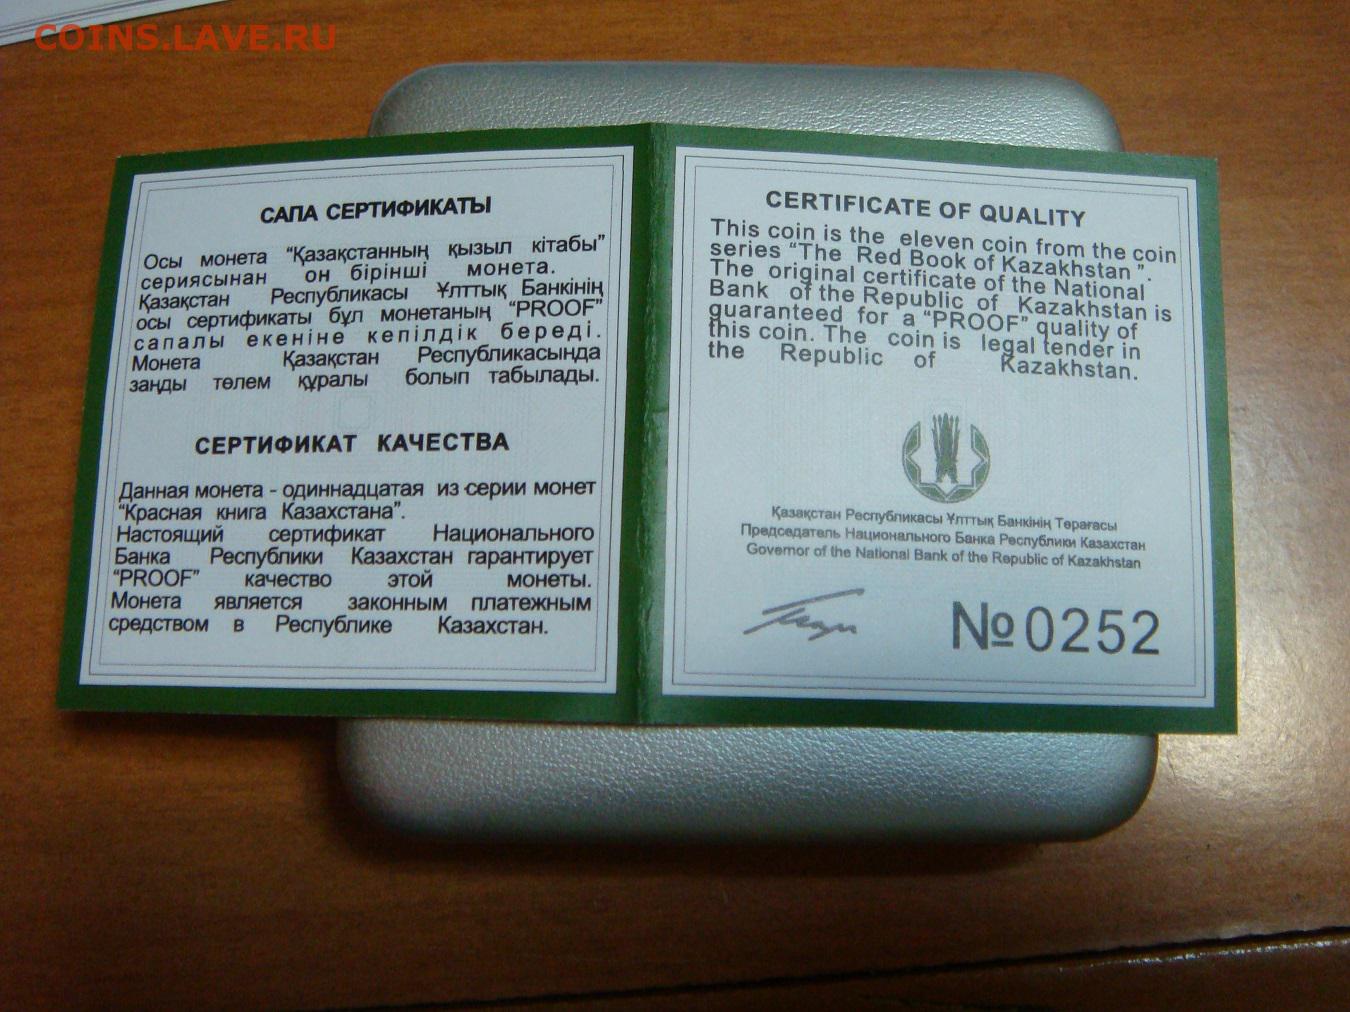 COINS.LAVE.RU
САПА СЕРТИФИКАТЫ
Осы монета “Қазақстанның қызыл кітабы”
сериясынан он бірінші монета.
Қазақстан Республикасы Ұлттық Банкінің
осы сертификаты бұл монетаның “PROOF”
сапалы екеніне кепілдік береді.
Монета Қазақстан Республикасында
заңды төлем құралы болып табылады.
СЕРТИФИКАТ КАЧЕСТВА
Данная монета - одиннадцатая из серии монет
“Красная книга Казахстана”.
Настоящий сертификат Национального
Банка Республики Казахстан гарантирует
“PROOF” качество этой монеты.
Монета является законным платежным
средством в Республике Казахстан.
CERTIFICATE OF QUALITY
This coin is the eleven coin from the coin
series “The Red Book of Kazakhstan”.
The original certificate of the National
Bank of the Republic of Kazakhstan is
guaranteed for a “PROOF” quality of
this coin. The coin is legal tender in
the Republic of Kazakhstan.
Қазақстан Республикасы Ұлттық Банкінің Төрағасы
Председатель Национального Банка Республики Казахстан
Governor of the National Bank of the Republic of Kazakhstan
№0252